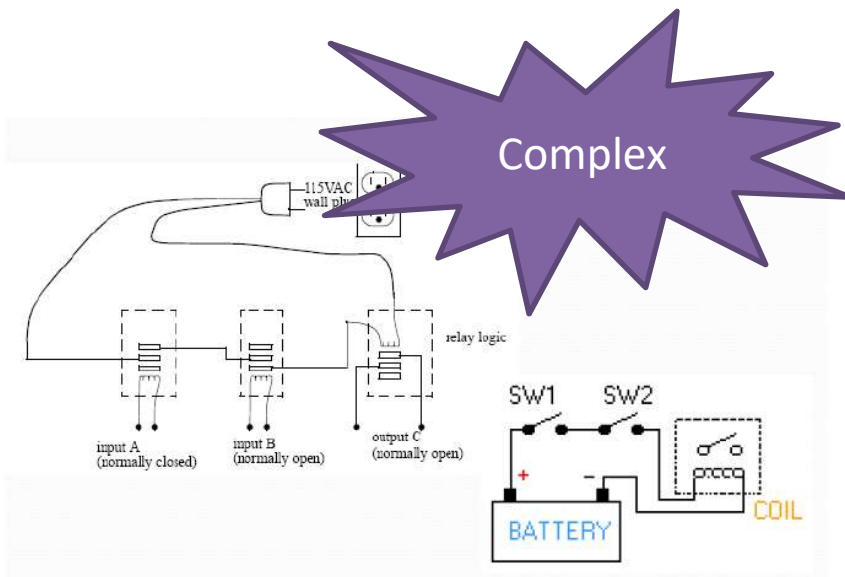 Complex
115VAC
wall plu
relay logic
input A
(normally closed)
input B
(normally open)
output C
(normally open)
SW1 SW2
+ −
BATTERY
COIL